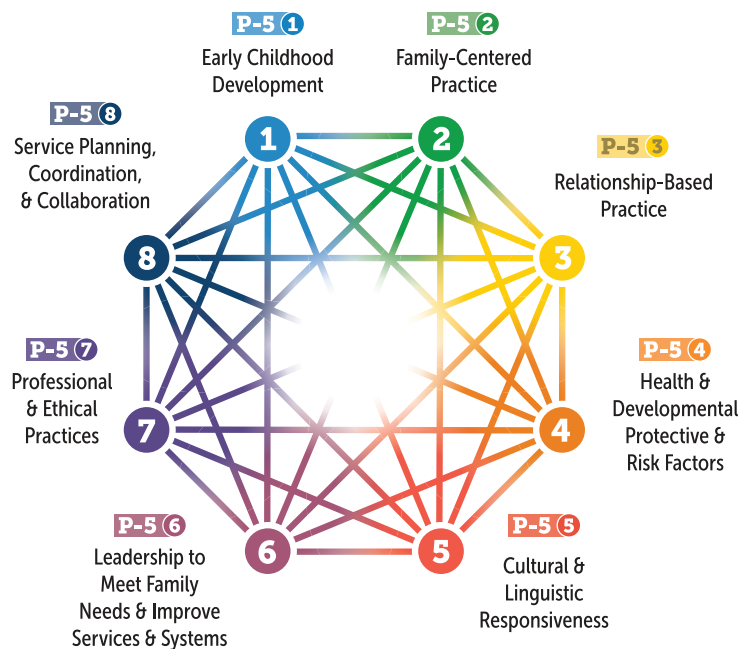 P-5 1
Early Childhood
Development
P-5 2
Family-Centered
Practice
P-5 3
Relationship-Based
Practice
P-5 4
Health &
Developmental
Protective &
Risk Factors
P-5 5
Cultural &
Linguistic
Responsiveness
P-5 6
Leadership to
Meet Family
Needs & Improve
Services & Systems
P-5 7
Professional
& Ethical
Practices
P-5 8
Service Planning,
Coordination,
& Collaboration
1
2
3
4
5
6
7
8